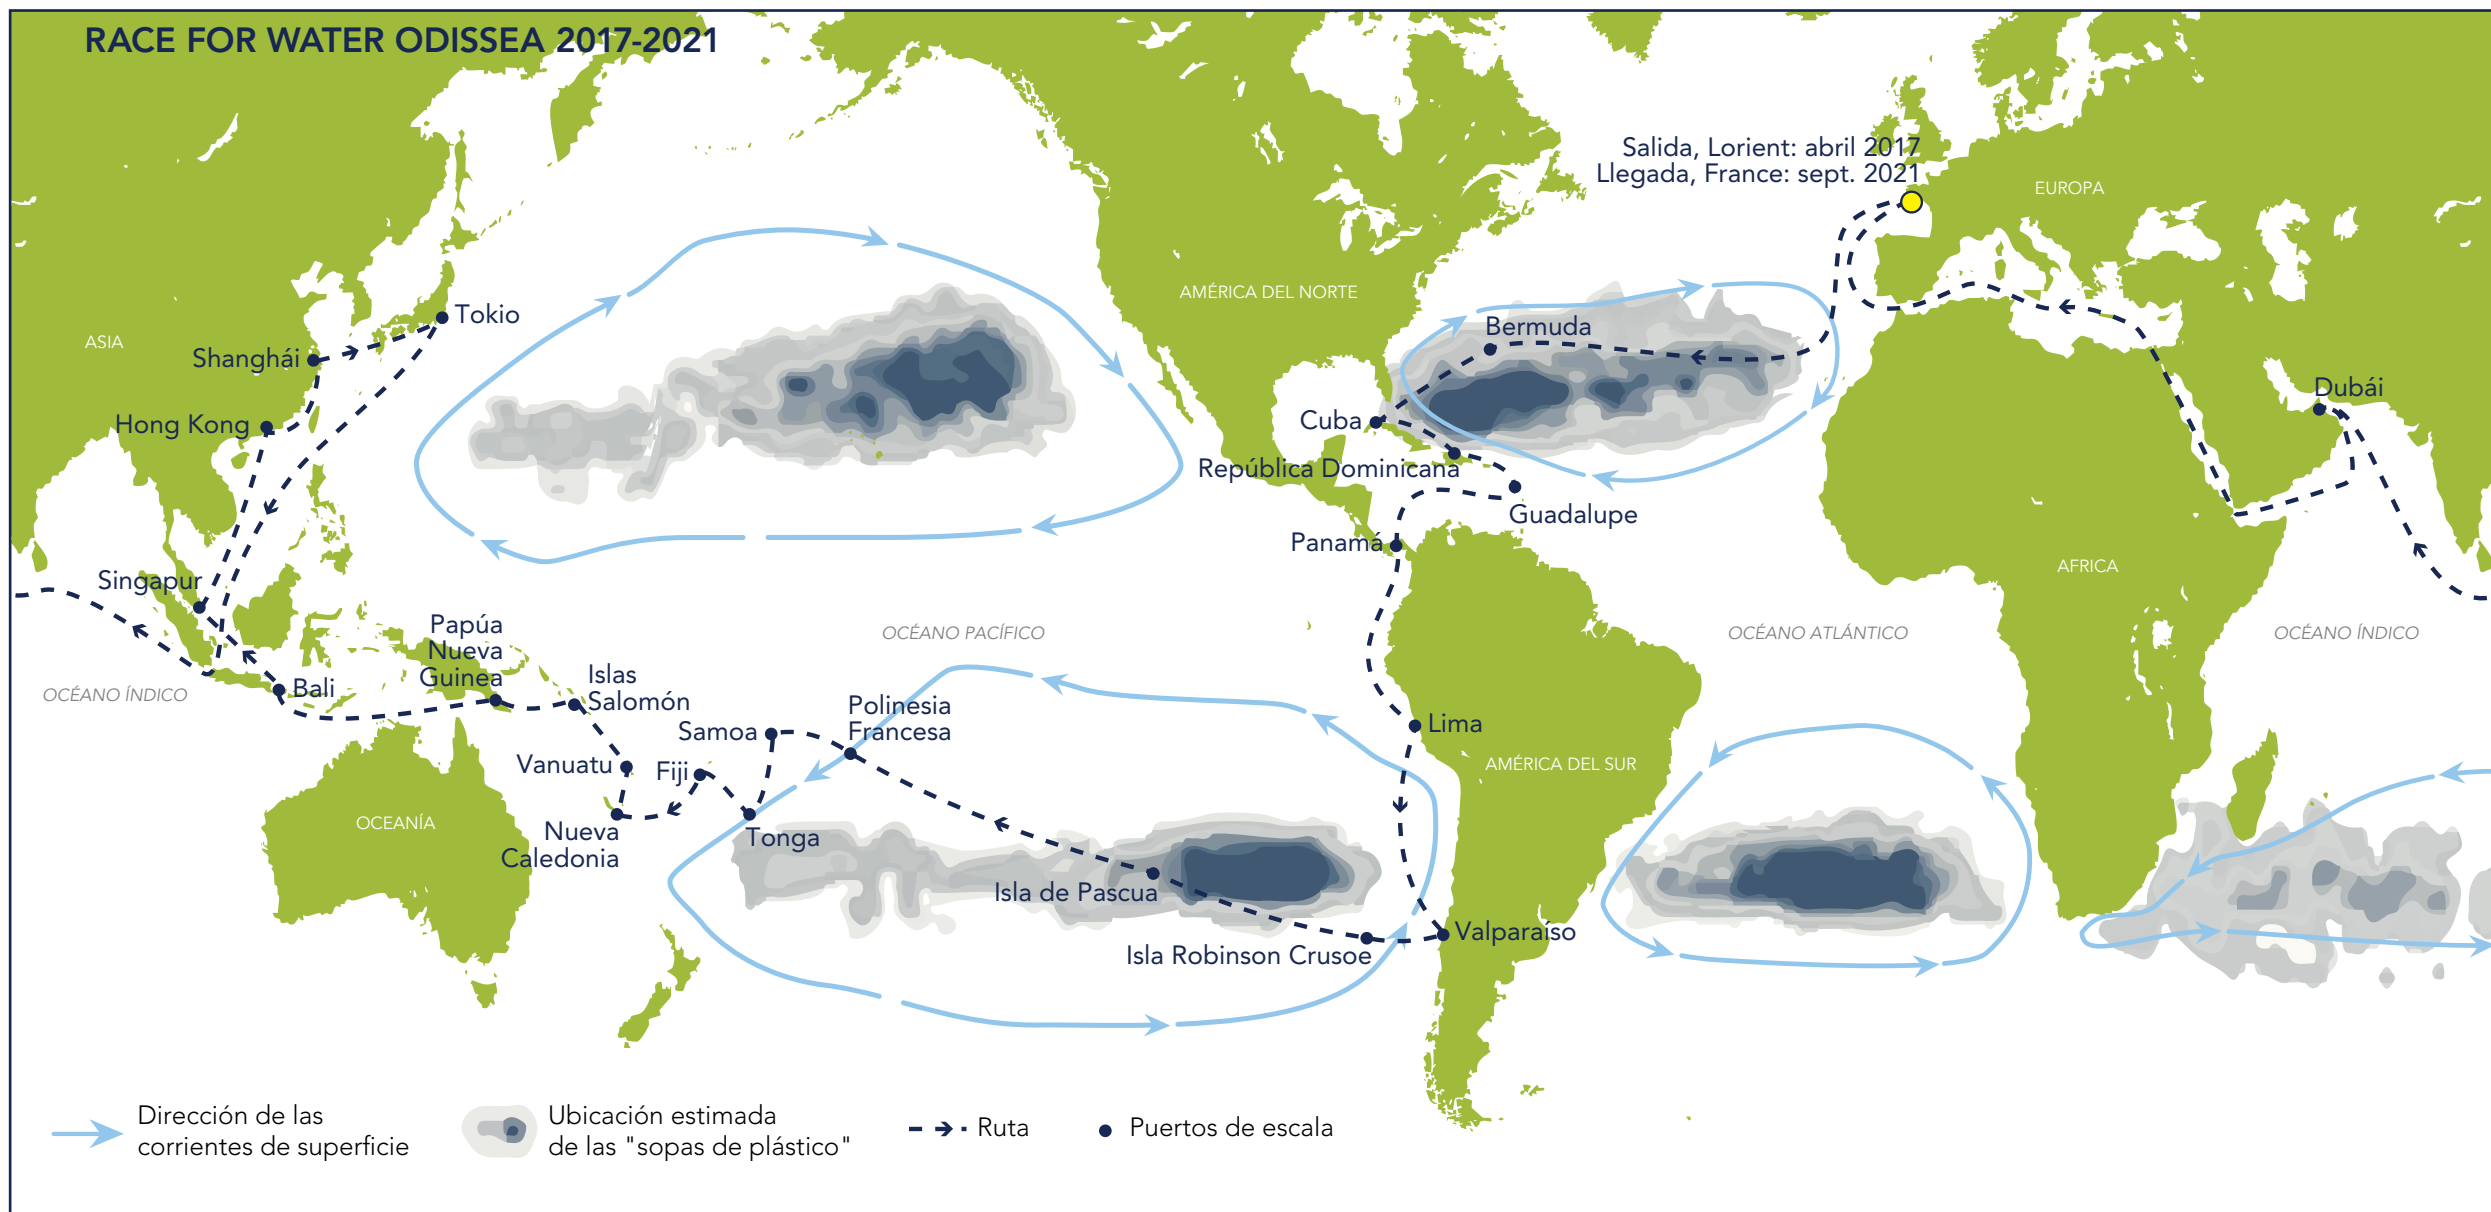 RACE FOR WATER ODISSEA 2017-2021
Salida, Lorient: abril 2017
Llegada, France: sept. 2021
EUROPA
AMÉRICA DEL NORTE
ASIA
Tokio
Shangháí
Hong Kong
Bermuda
Cuba
República Dominicana
Guadalupe
Panamá
Dubái
AFRICA
Singapur
Papúa
Nueva
Guinea
Bali
Islas
Salomón
OCÉANO PACÍFICO
OCÉANO ATLÁNTICO
OCÉANO ÍNDICO
OCÉANO ÍNDICO
Samoa
Polinesia
Francesa
Vanuatu
Fiji
Lima
AMÉRICA DEL SUR
OCEANÍA
Nueva
Caledonia
Tonga
Isla de Pascua
Isla Robinson Crusoe
Valparaíso
Dirección de las
corrientes de superficie
Ubicación estimada
de las "sopas de plástico"
Ruta
Puertos de escala